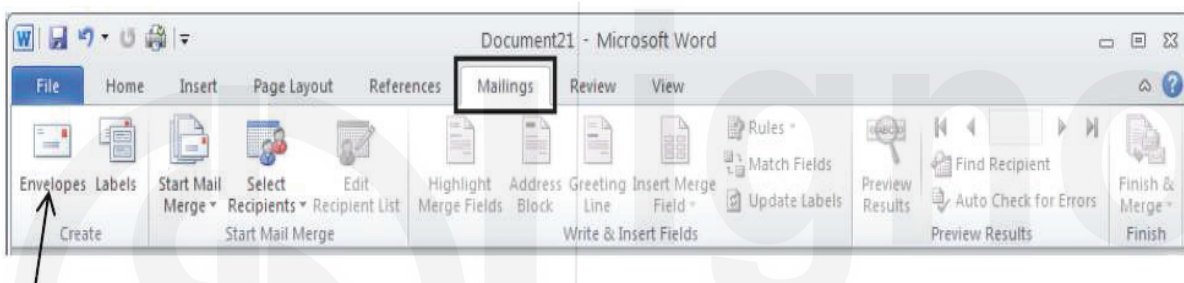 Document21 - Microsoft Word
File Home Insert Page Layout References Mailings Review View
Envelopes Labels
Create
Start Mail Merge Select Recipients Edit Recipient List
Start Mail Merge
Highlight Merge Fields Address Block Greeting Line Insert Merge Field
Rules
Match Fields
Update Labels
Write & Insert Fields
Preview Results
Find Recipient
Auto Check for Errors
Preview Results
Finish & Merge
Finish